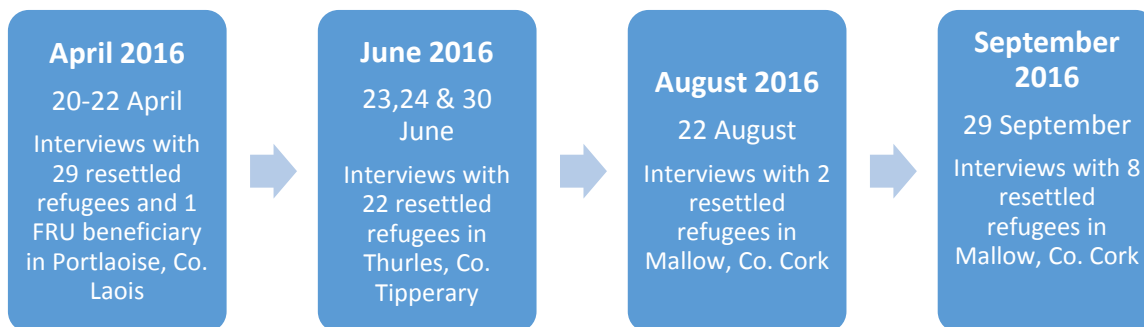 April 2016
20-22 April
Interviews with
29 resettled
refugees and 1
FRU beneficiary
in Portlaoise, Co.
Laois
June 2016
23,24 & 30
June
Interviews with
22 resettled
refugees in
Thurles, Co.
Tipperary
August 2016
22 August
Interviews with 2
resettled
refugees in
Mallow, Co. Cork
September
2016
29 September
Interviews with 8
resettled
refugees in
Mallow, Co. Cork